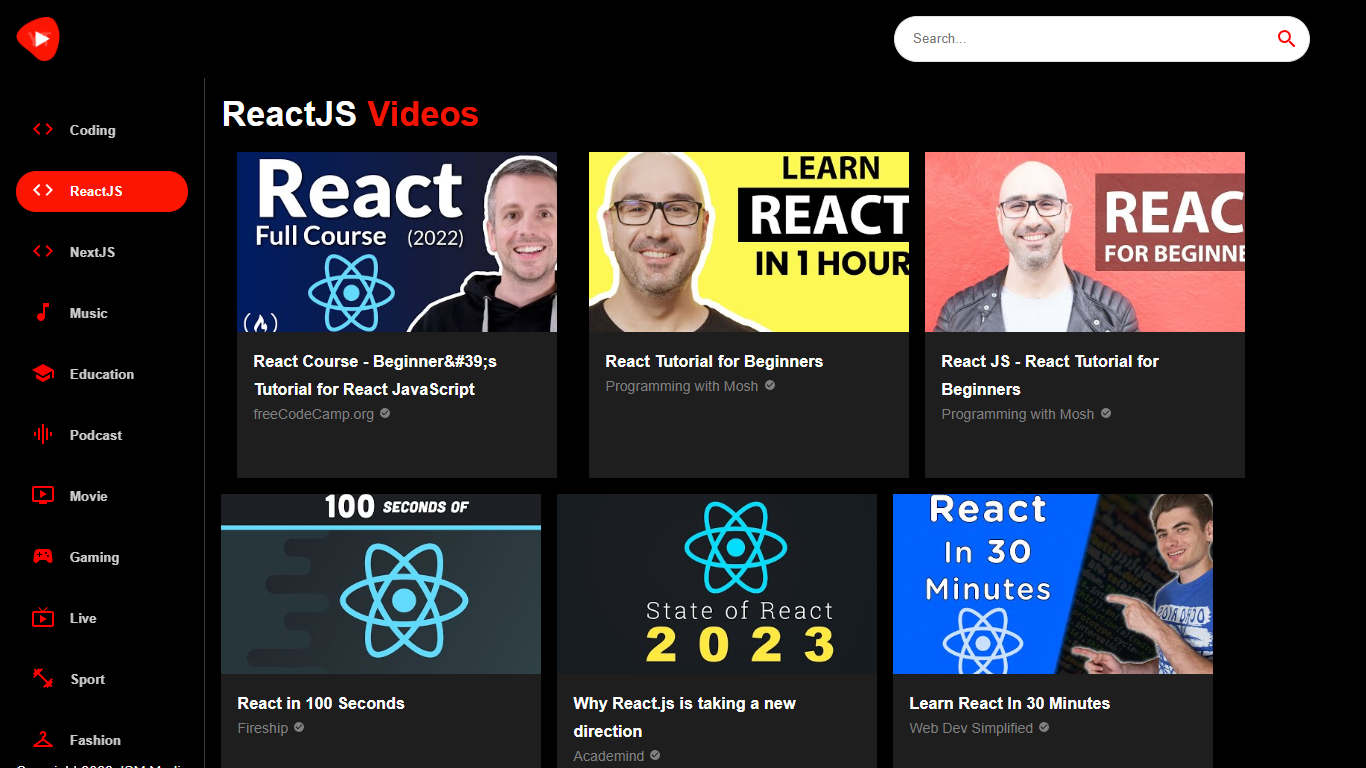 Search...
Coding
ReactJS
NextJS
Music
Education
Podcast
Movie
Gaming
Live
Sport
Fashion
ReactJS Videos
React
Full Course (2022)
React Course - Beginner&#39;s
Tutorial for React JavaScript
freeCodeCamp.org
LEARN
REACT
IN 1 HOUR
React Tutorial for Beginners
Programming with Mosh
REAC
FOR BEGINNE
React JS - React Tutorial for
Beginners
Programming with Mosh
100 SECONDS OF
React in 100 Seconds
Fireship
State of React
2023
Why React.js is taking a new
direction
Academind
React
In 30
Minutes
Learn React In 30 Minutes
Web Dev Simplified